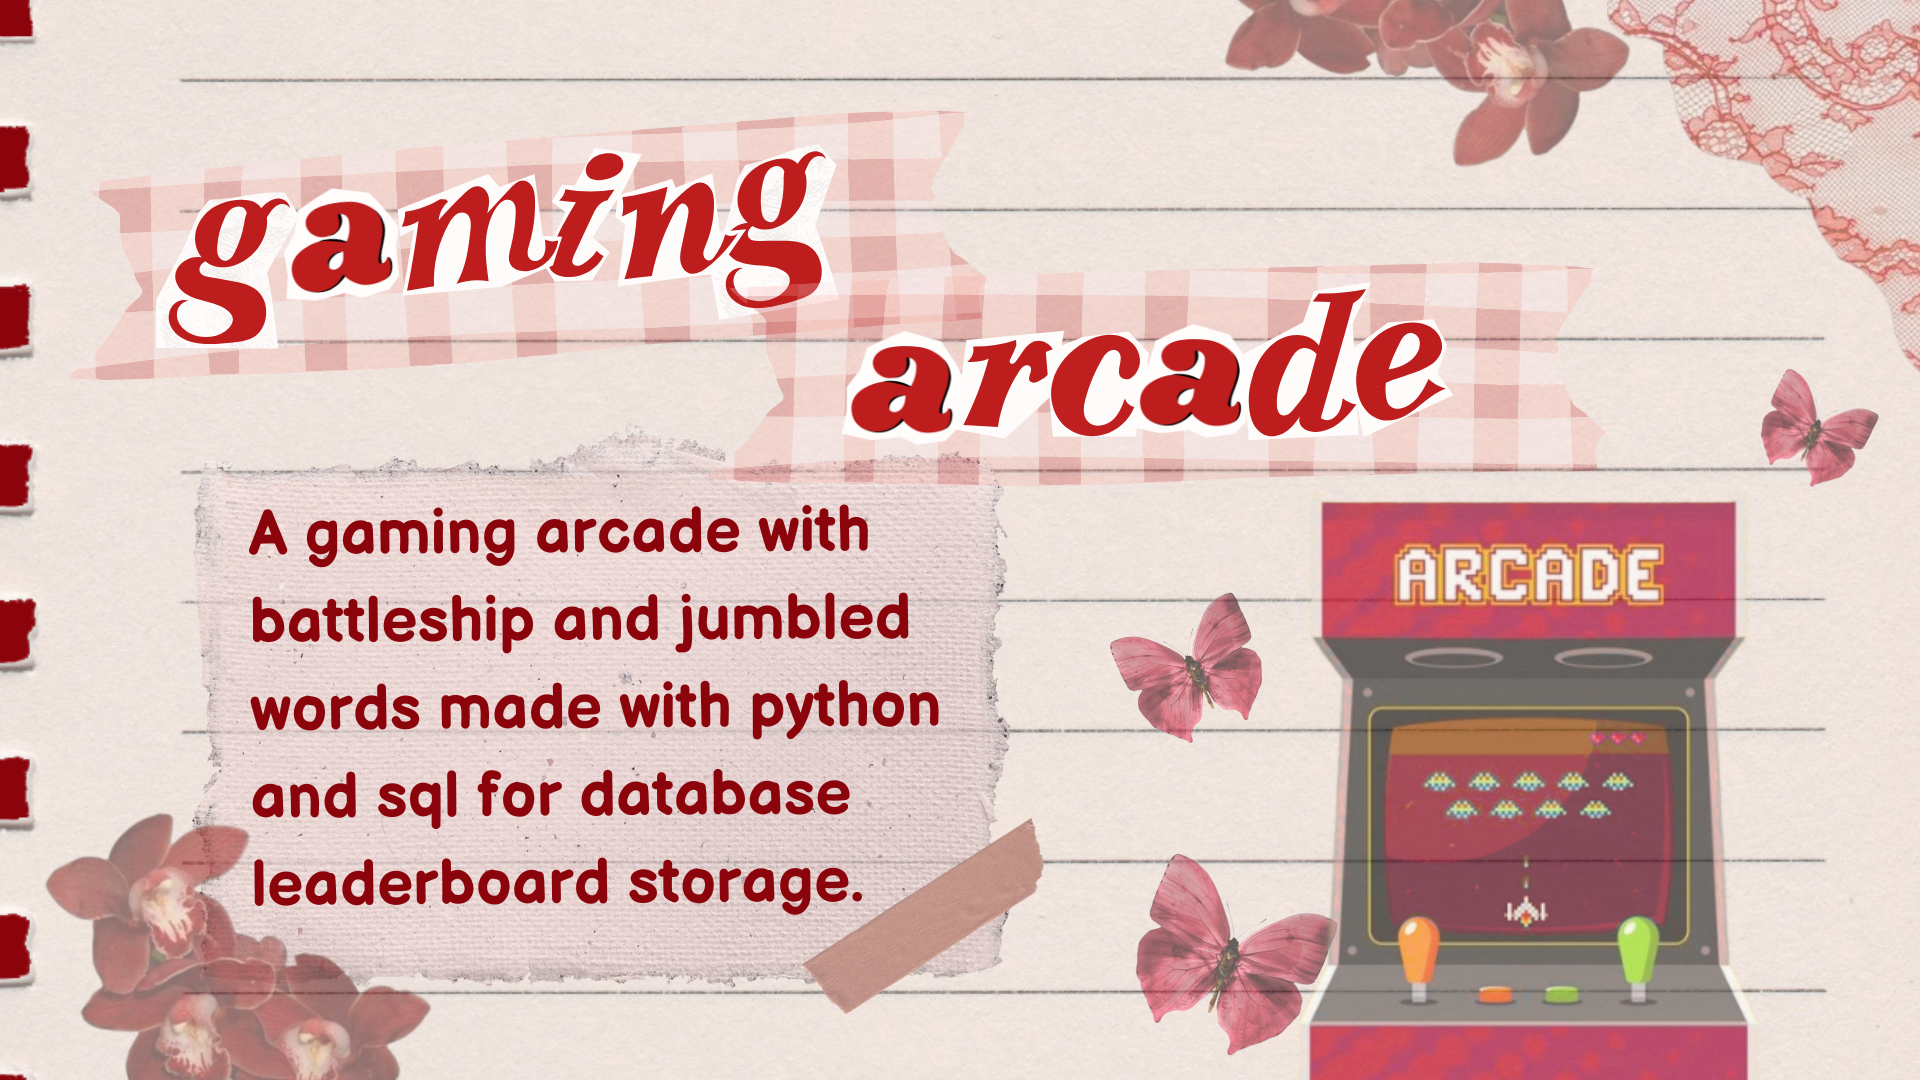 gaming
arcade
A gaming arcade with
battleship and jumbled
words made with python
and sql for database
leaderboard storage.
ARCADE